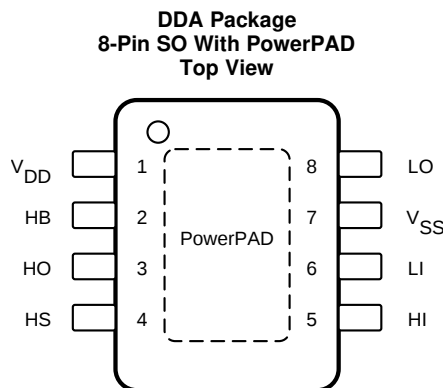 DDA Package
8-Pin SO With PowerPAD
Top View
VDD 1 8 LO
HB 2 7 VSS
PowerPAD
HO 3 6 LI
HS 4 5 HI